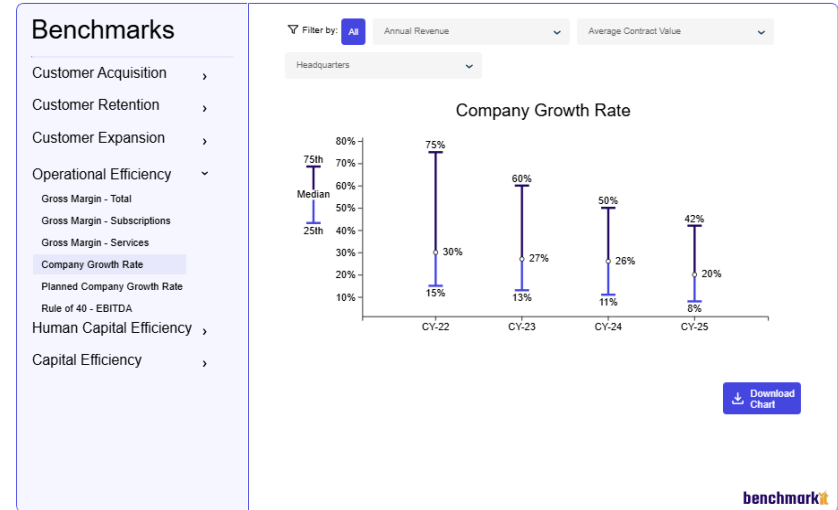 Benchmarks
Customer Acquisition
Customer Retention
Customer Expansion
Operational Efficiency
Gross Margin - Total
Gross Margin - Subscriptions
Gross Margin - Services
Company Growth Rate
Planned Company Growth Rate
Rule of 40 - EBITDA
Human Capital Efficiency
Capital Efficiency
Filter by: All Annual Revenue Average Contract Value
Headquarters
Company Growth Rate
75th
Median
25th
80%
70%
60%
50%
40%
30%
20%
10%
75%
30%
15%
60%
27%
13%
50%
26%
11%
42%
20%
8%
CY-22 CY-23 CY-24 CY-25
Download
Chart
benchmarkit